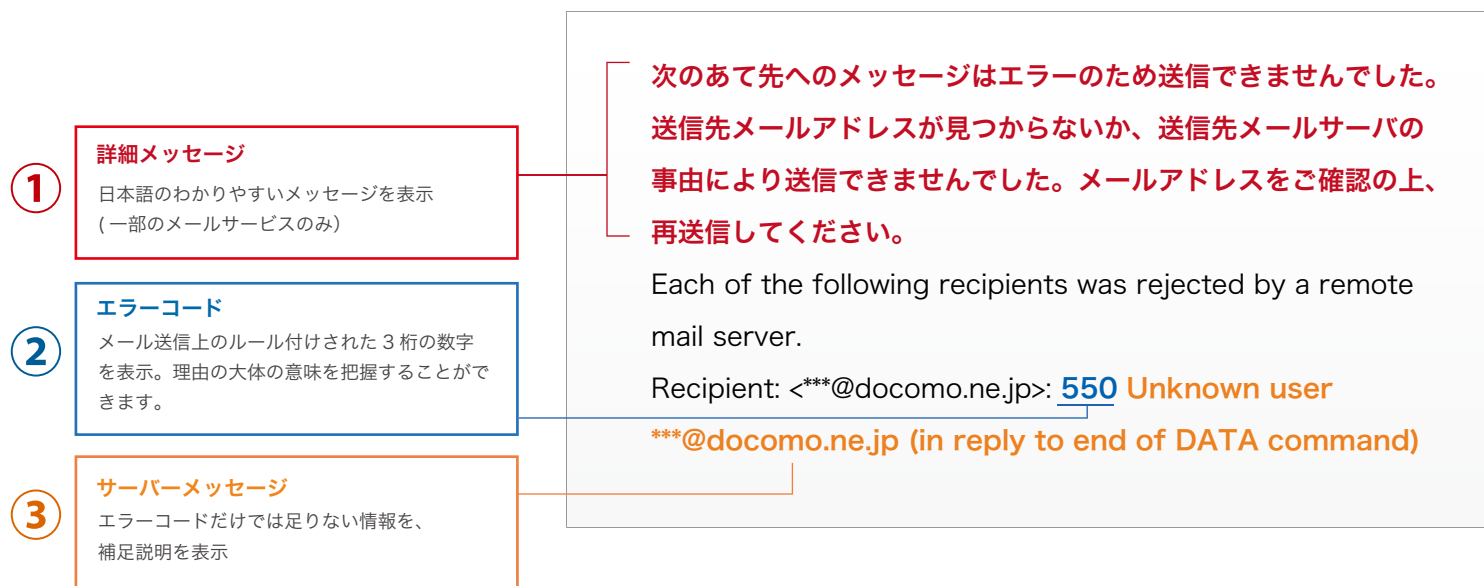 ①
詳細メッセージ
日本語のわかりやすいメッセージを表示
( 一部のメールサービスのみ）
②
エラーコード
メール送信上のルール付けされた 3 桁の数字
を表示。理由の大体の意味を把握することがで
きます。
③
サーバーメッセージ
エラーコードだけでは足りない情報を、
補足説明を表示
次のあて先へのメッセージはエラーのため送信できませんでした。
送信先メールアドレスが見つからないか、送信先メールサーバの
事由により送信できませんでした。メールアドレスをご確認の上、
再送信してください。
Each of the following recipients was rejected by a remote
mail server.
Recipient: <***@docomo.ne.jp>: 550 Unknown user
***@docomo.ne.jp (in reply to end of DATA command)